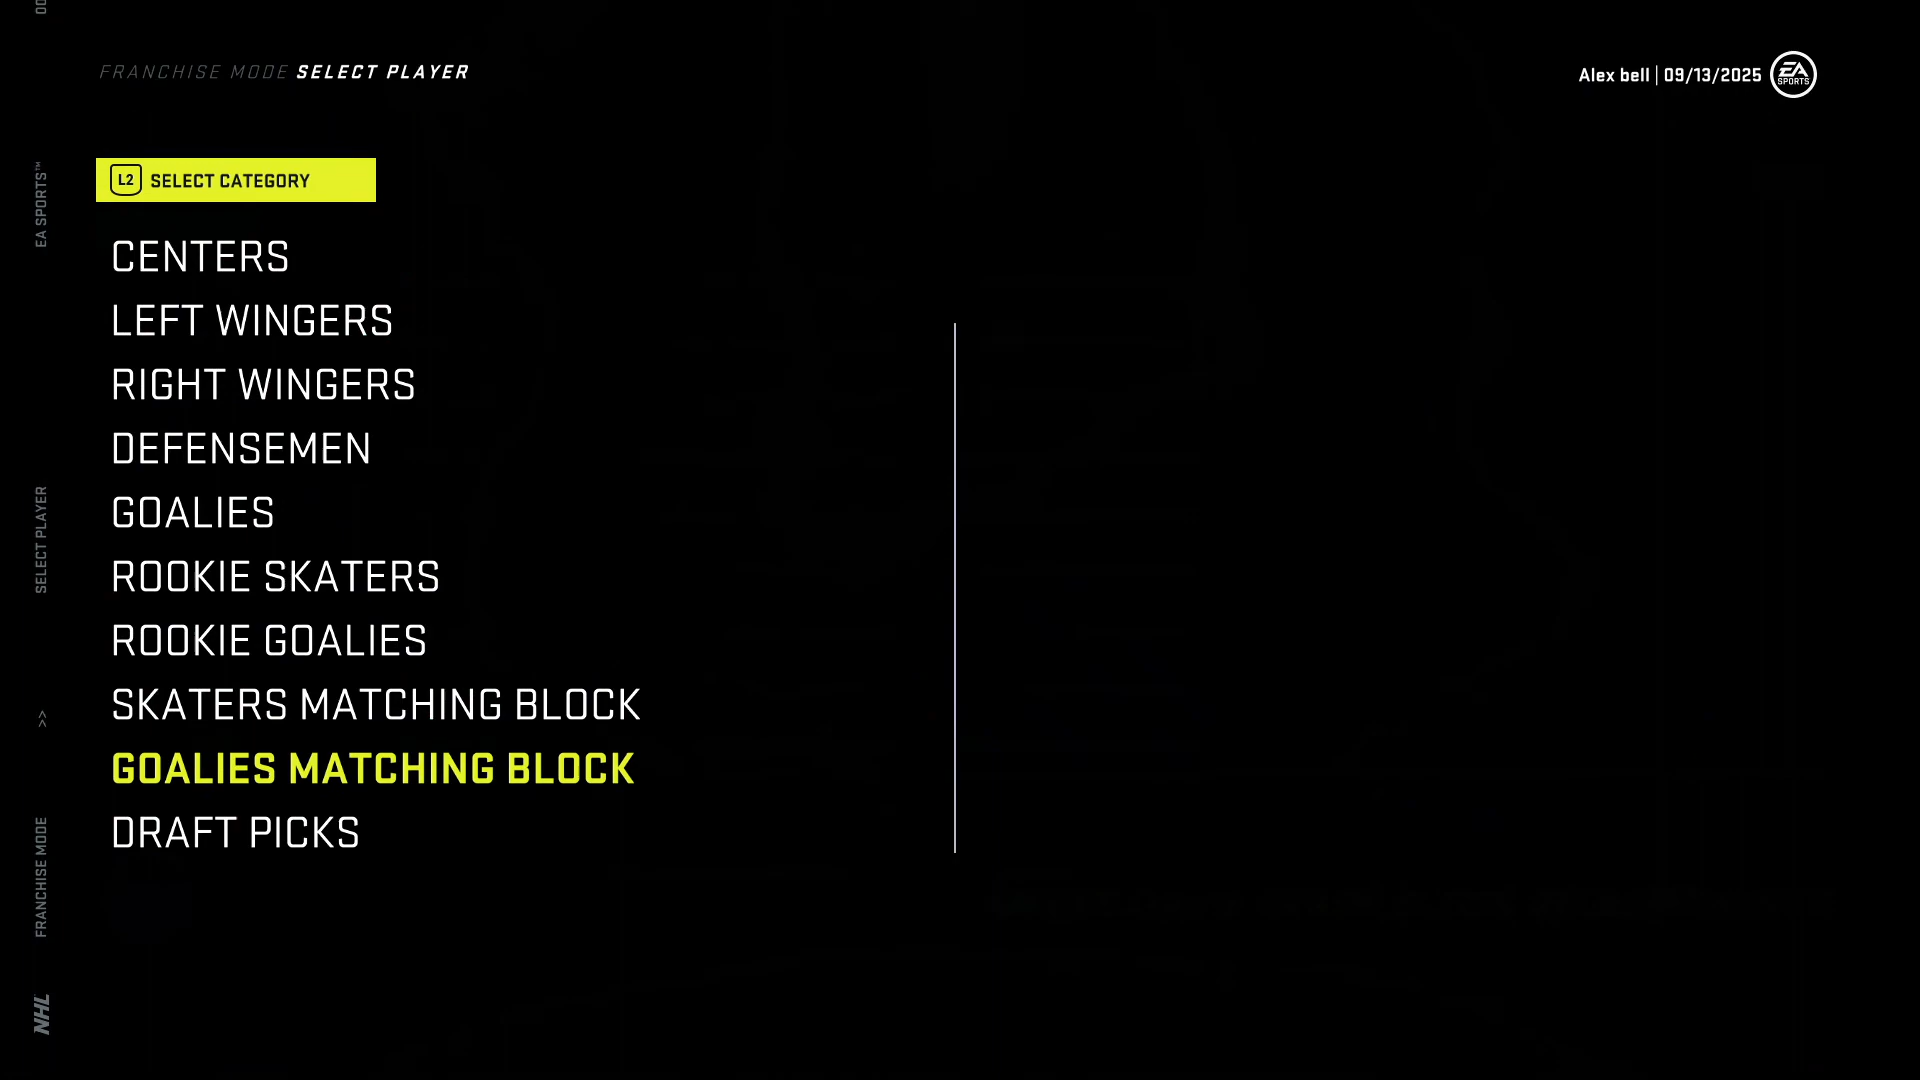 FRANCHISE MODE SELECT PLAYER
Alex bell | 09/13/2025
EA SPORTS
L2 SELECT CATEGORY
CENTERS
LEFT WINGERS
RIGHT WINGERS
DEFENSEMEN
GOALIES
ROOKIE SKATERS
ROOKIE GOALIES
SKATERS MATCHING BLOCK
GOALIES MATCHING BLOCK
DRAFT PICKS
NHL
FRANCHISE MODE
>>
SELECT PLAYER
EA SPORTS™